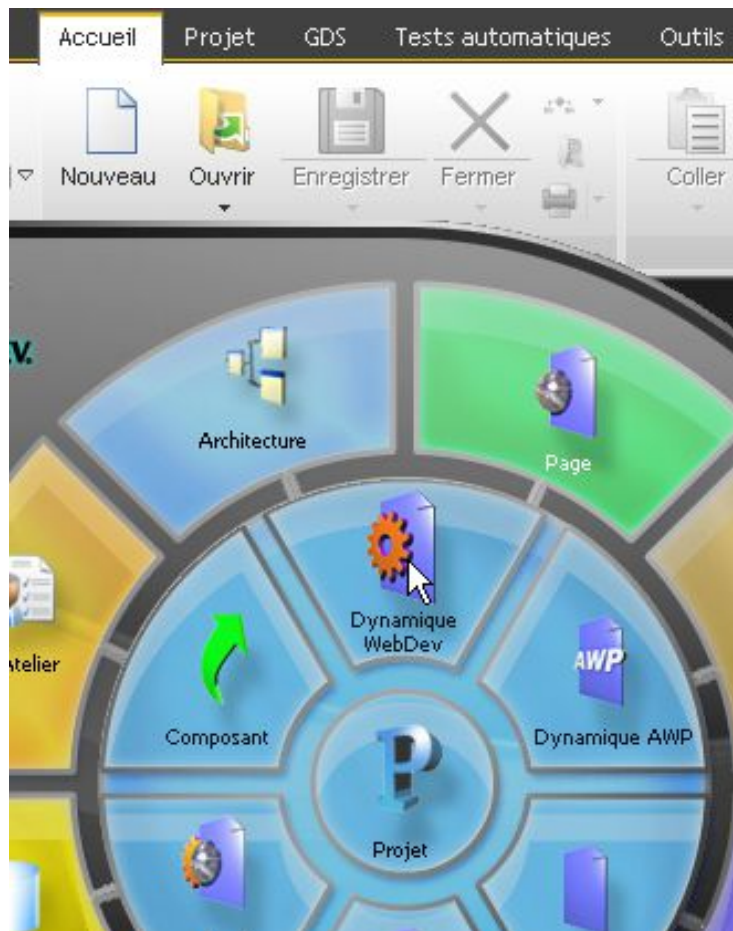 Accueil Projet GDS Tests automatiques Outils
Nouveau Ouvrir Enregistrer Fermer Coller
Architecture
Page
Dynamique
WebDev
AWP
Atelier
Composant
Dynamique AWP
P
Projet